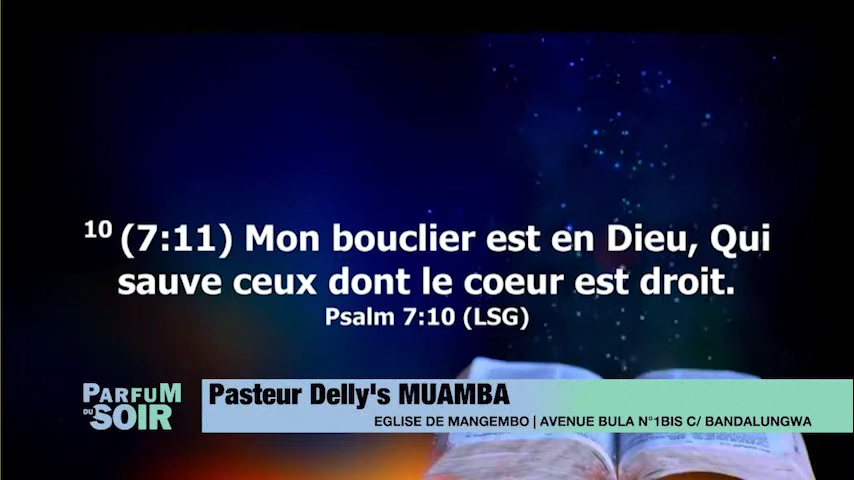 10 (7:11) Mon bouclier est en Dieu, Qui
sauve ceux dont le coeur est droit.
Psalm 7:10 (LSG)
PARFUM
DU SOIR
Pasteur Delly's MUAMBA
EGLISE DE MANGEMBO | AVENUE BULA N°1BIS C/ BANDALUNGWA